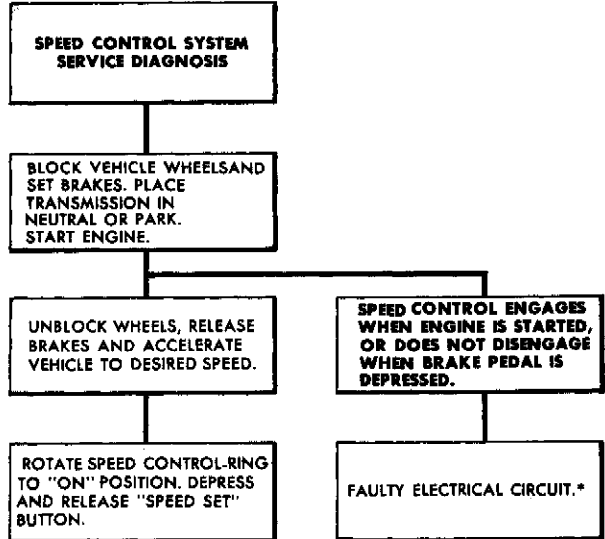 SPEED CONTROL SYSTEM
SERVICE DIAGNOSIS
BLOCK VEHICLE WHEELSAND
SET BRAKES. PLACE
TRANSMISSION IN
NEUTRAL OR PARK.
START ENGINE.
UNBLOCK WHEELS, RELEASE
BRAKES AND ACCELERATE
VEHICLE TO DESIRED SPEED.
SPEED CONTROL ENGAGES
WHEN ENGINE IS STARTED,
OR DOES NOT DISENGAGE
WHEN BRAKE PEDAL IS
DEPRESSED.
ROTATE SPEED CONTROL-RING
TO "ON" POSITION. DEPRESS
AND RELEASE "SPEED SET"
BUTTON.
FAULTY ELECTRICAL CIRCUIT.*